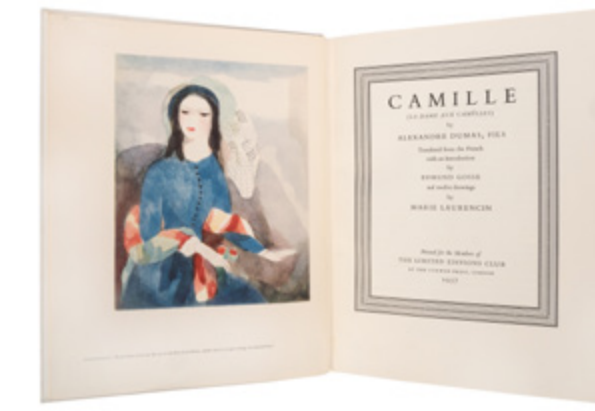 CAMILLE
(LA DAME AUX CAMÉLIAS)
by
ALEXANDRE DUMAS, FILS
Translated from the French
with an Introduction
by
EDMUND GOSSE
and twelve drawings
by
MARIE LAURENCIN
Printed for the Members of
THE LIMITED EDITIONS CLUB
AT THE CURWEN PRESS, LONDON
1937